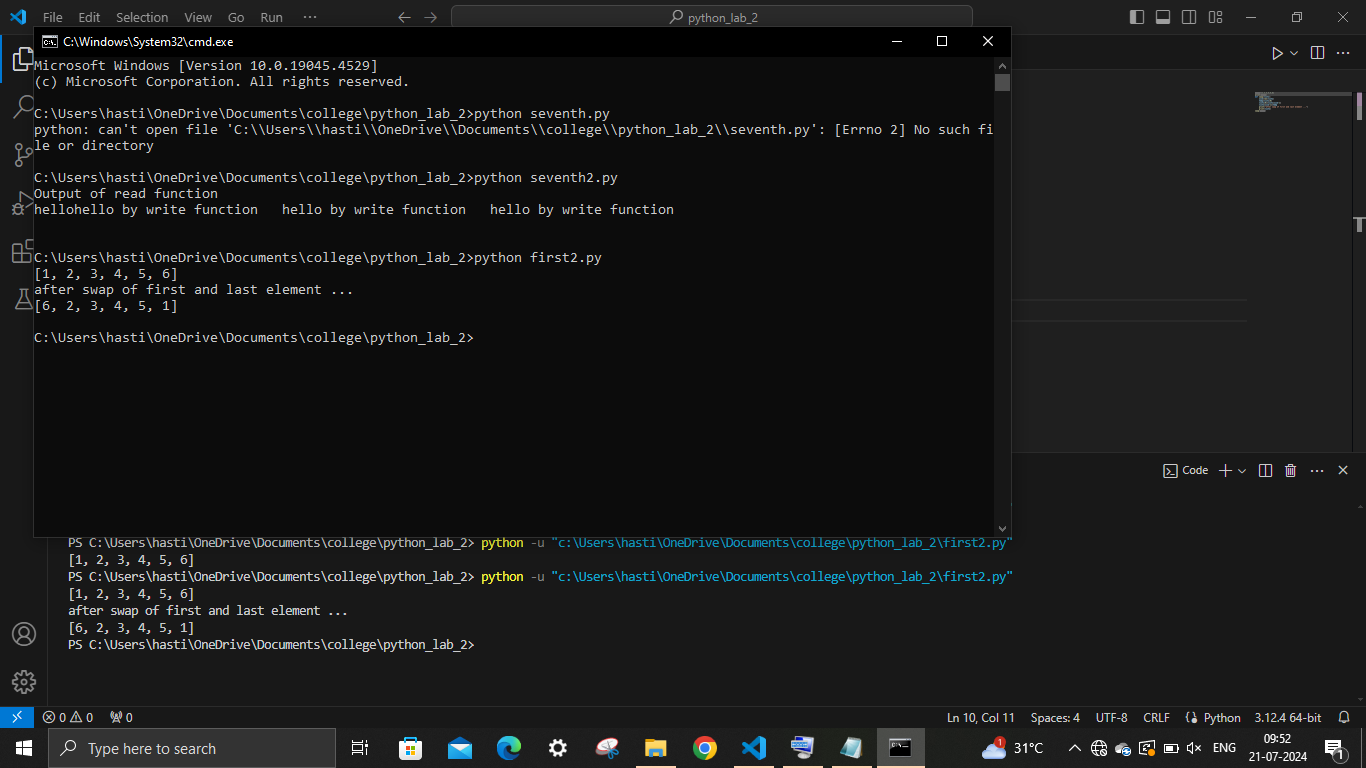 File Edit Selection View Go Run ··· python_lab_2
C:\Windows\System32\cmd.exe
Microsoft Windows [Version 10.0.19045.4529]
(c) Microsoft Corporation. All rights reserved.
C:\Users\hasti\OneDrive\Documents\college\python_lab_2>python seventh.py
python: can't open file 'C:\\Users\\hasti\\OneDrive\\Documents\\college\\python_lab_2\\seventh.py': [Errno 2] No such fi
le or directory
C:\Users\hasti\OneDrive\Documents\college\python_lab_2>python seventh2.py
Output of read function
hellohello by write function   hello by write function   hello by write function
C:\Users\hasti\OneDrive\Documents\college\python_lab_2>python first2.py
[1, 2, 3, 4, 5, 6]
after swap of first and last element ...
[6, 2, 3, 4, 5, 1]
C:\Users\hasti\OneDrive\Documents\college\python_lab_2>
Code
PS C:\Users\hasti\OneDrive\Documents\college\python_lab_2> python -u "c:\Users\hasti\OneDrive\Documents\college\python_lab_2\first2.py"
[1, 2, 3, 4, 5, 6]
PS C:\Users\hasti\OneDrive\Documents\college\python_lab_2> python -u "c:\Users\hasti\OneDrive\Documents\college\python_lab_2\first2.py"
[1, 2, 3, 4, 5, 6]
after swap of first and last element ...
[6, 2, 3, 4, 5, 1]
PS C:\Users\hasti\OneDrive\Documents\college\python_lab_2>
0 0 0 Ln 10, Col 11 Spaces: 4 UTF-8 CRLF Python 3.12.4 64-bit
Type here to search 1 31°C ENG 09:52 1
21-07-2024